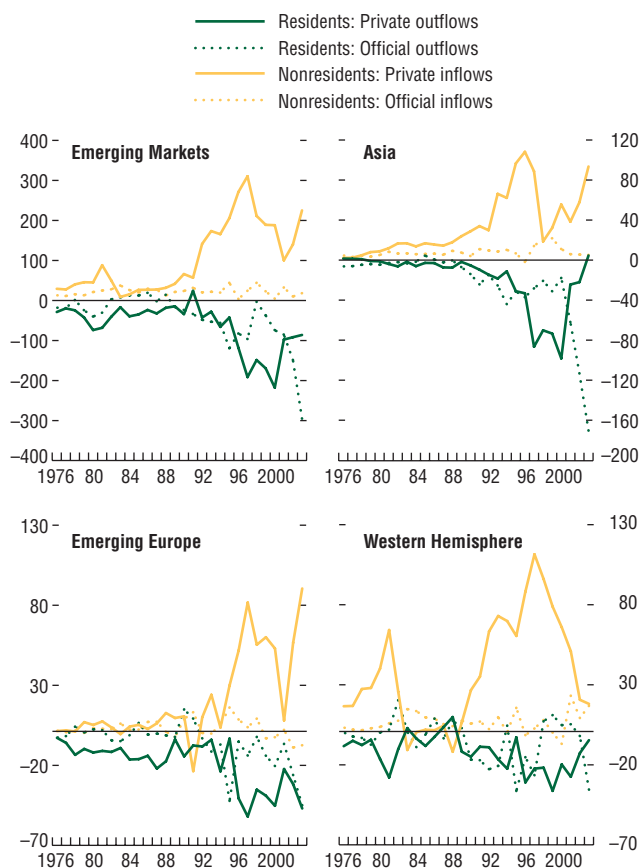 Residents: Private outflows
Residents: Official outflows
Nonresidents: Private inflows
Nonresidents: Official inflows
Emerging Markets
400
300
200
100
0
–100
–200
–300
–400
1976 80 84 88 92 96 2000
Asia
120
80
40
0
–40
–80
–120
–160
–200
1976 80 84 88 92 96 2000
Emerging Europe
130
80
30
–20
–70
1976 80 84 88 92 96 2000
Western Hemisphere
130
80
30
–20
–70
1976 80 84 88 92 96 2000